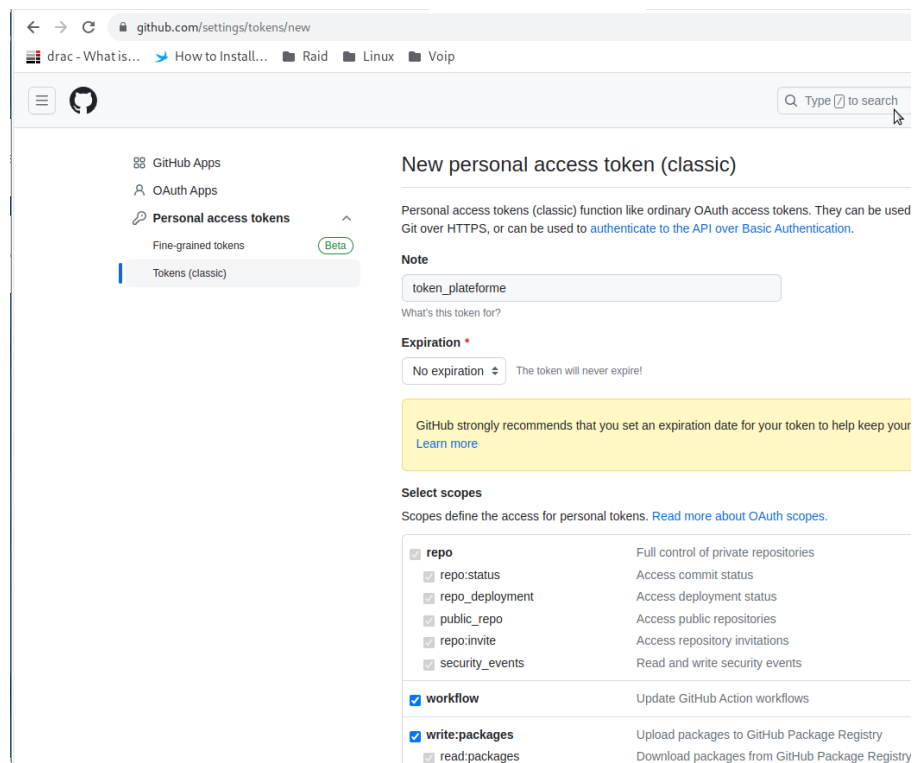 github.com/settings/tokens/new
drac - What is... How to Install... Raid Linux Voip
Type / to search
GitHub Apps
OAuth Apps
Personal access tokens
Fine-grained tokens Beta
Tokens (classic)
New personal access token (classic)
Personal access tokens (classic) function like ordinary OAuth access tokens. They can be used
Git over HTTPS, or can be used to authenticate to the API over Basic Authentication.
Note
token_plateforme
What's this token for?
Expiration *
No expiration The token will never expire!
GitHub strongly recommends that you set an expiration date for your token to help keep your
Learn more
Select scopes
Scopes define the access for personal tokens. Read more about OAuth scopes.
repo Full control of private repositories
repo:status Access commit status
repo_deployment Access deployment status
public_repo Access public repositories
repo:invite Access repository invitations
security_events Read and write security events
workflow Update GitHub Action workflows
write:packages Upload packages to GitHub Package Registry
read:packages Download packages from GitHub Package Registry